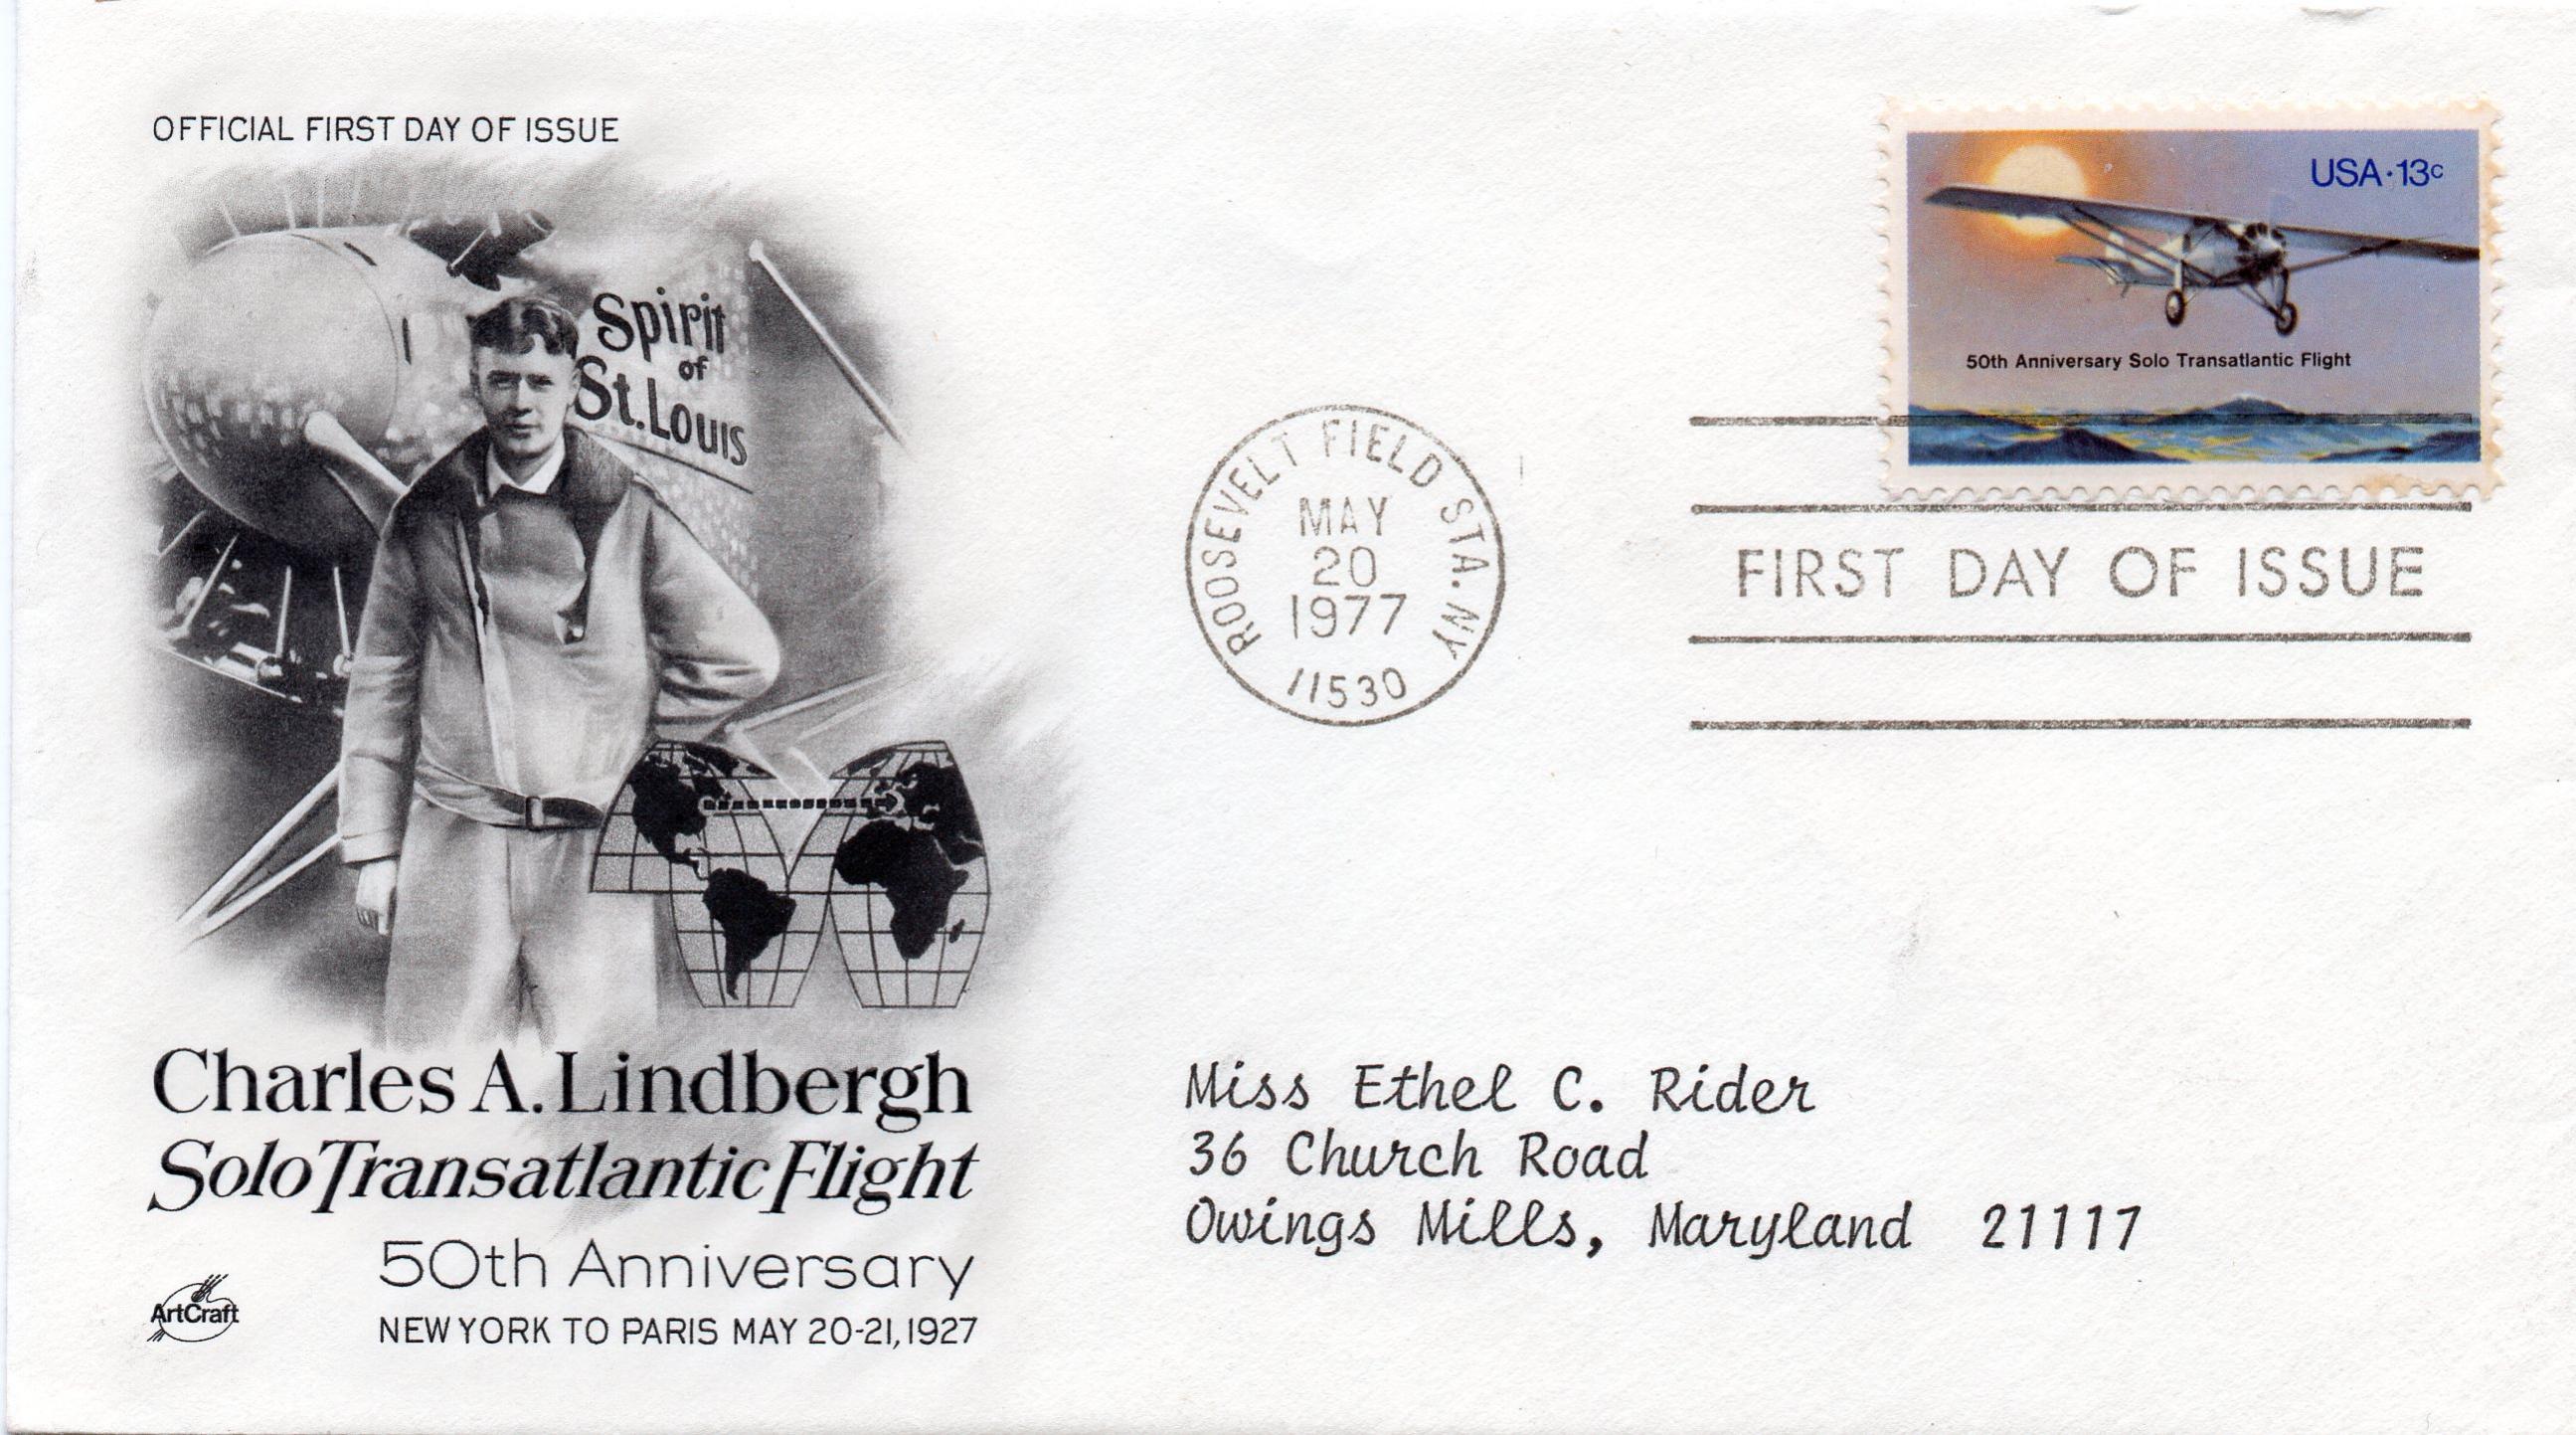 OFFICIAL FIRST DAY OF ISSUE
Spirit
of
St. Louis
Charles A. Lindbergh
Solo Transatlantic Flight
50th Anniversary
NEW YORK TO PARIS MAY 20-21, 1927
ArtCraft
ROOSEVELT FIELD STA. NY
MAY
20
1977
11530
USA·13c
50th Anniversary Solo Transatlantic Flight
FIRST DAY OF ISSUE
Miss Ethel C. Rider
36 Church Road
Owings Mills, Maryland 21117